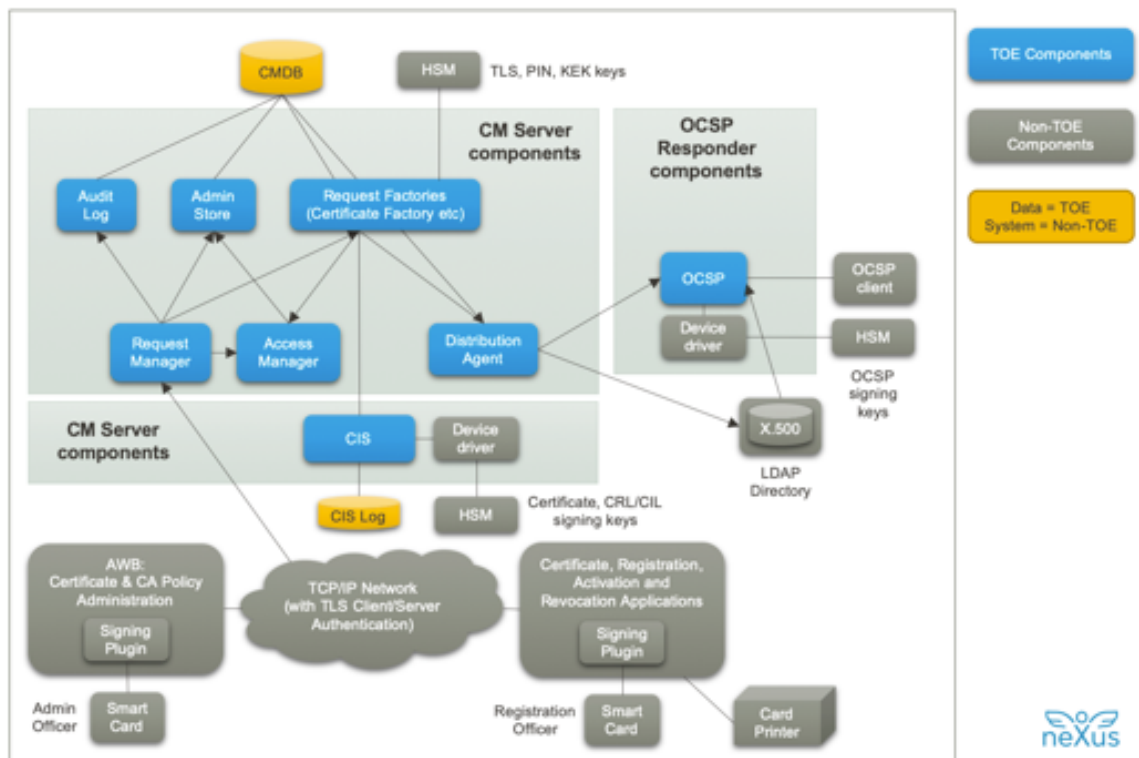 CMDB
HSM
TLS, PIN, KEK keys
TOE Components
Non-TOE
Components
Data = TOE
System = Non-TOE
CM Server
components
OCSP
Responder
components
Audit
Log
Admin
Store
Request Factories
(Certificate Factory etc)
Request
Manager
Access
Manager
Distribution
Agent
OCSP
OCSP
client
Device
driver
HSM
OCSP
signing
keys
X.500
LDAP
Directory
CM Server
components
CIS
Device
driver
CIS Log
HSM
Certificate, CRL/CIL
signing keys
AWB:
Certificate & CA Policy
Administration
Signing
Plugin
TCP/IP Network
(with TLS Client/Server
Authentication)
Certificate, Registration,
Activation and
Revocation Applications
Signing
Plugin
Admin
Officer
Smart
Card
Registration
Officer
Smart
Card
Card
Printer
neXus